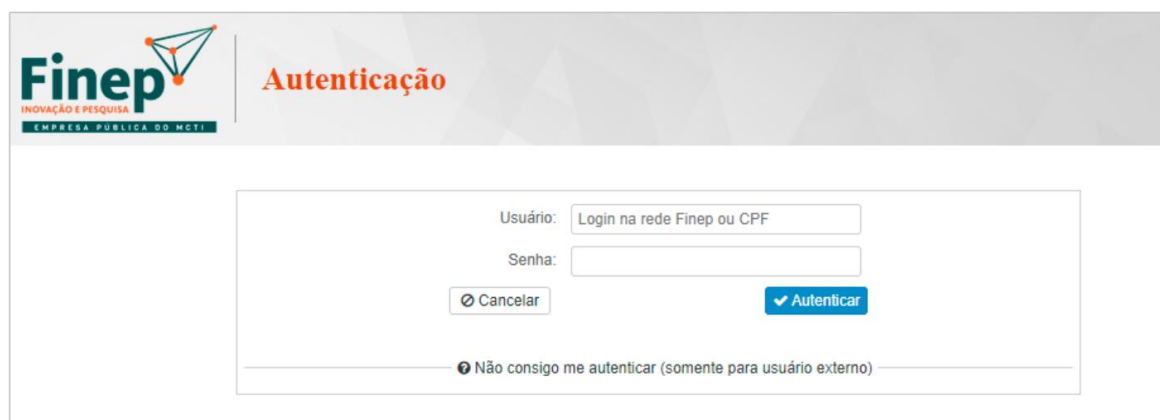 Finep
INOVAÇÃO E PESQUISA
EMPRESA PÚBLICA DO MCTI
Autenticação
Usuário: Login na rede Finep ou CPF
Senha:
Cancelar Autenticar
Não consigo me autenticar (somente para usuário externo)